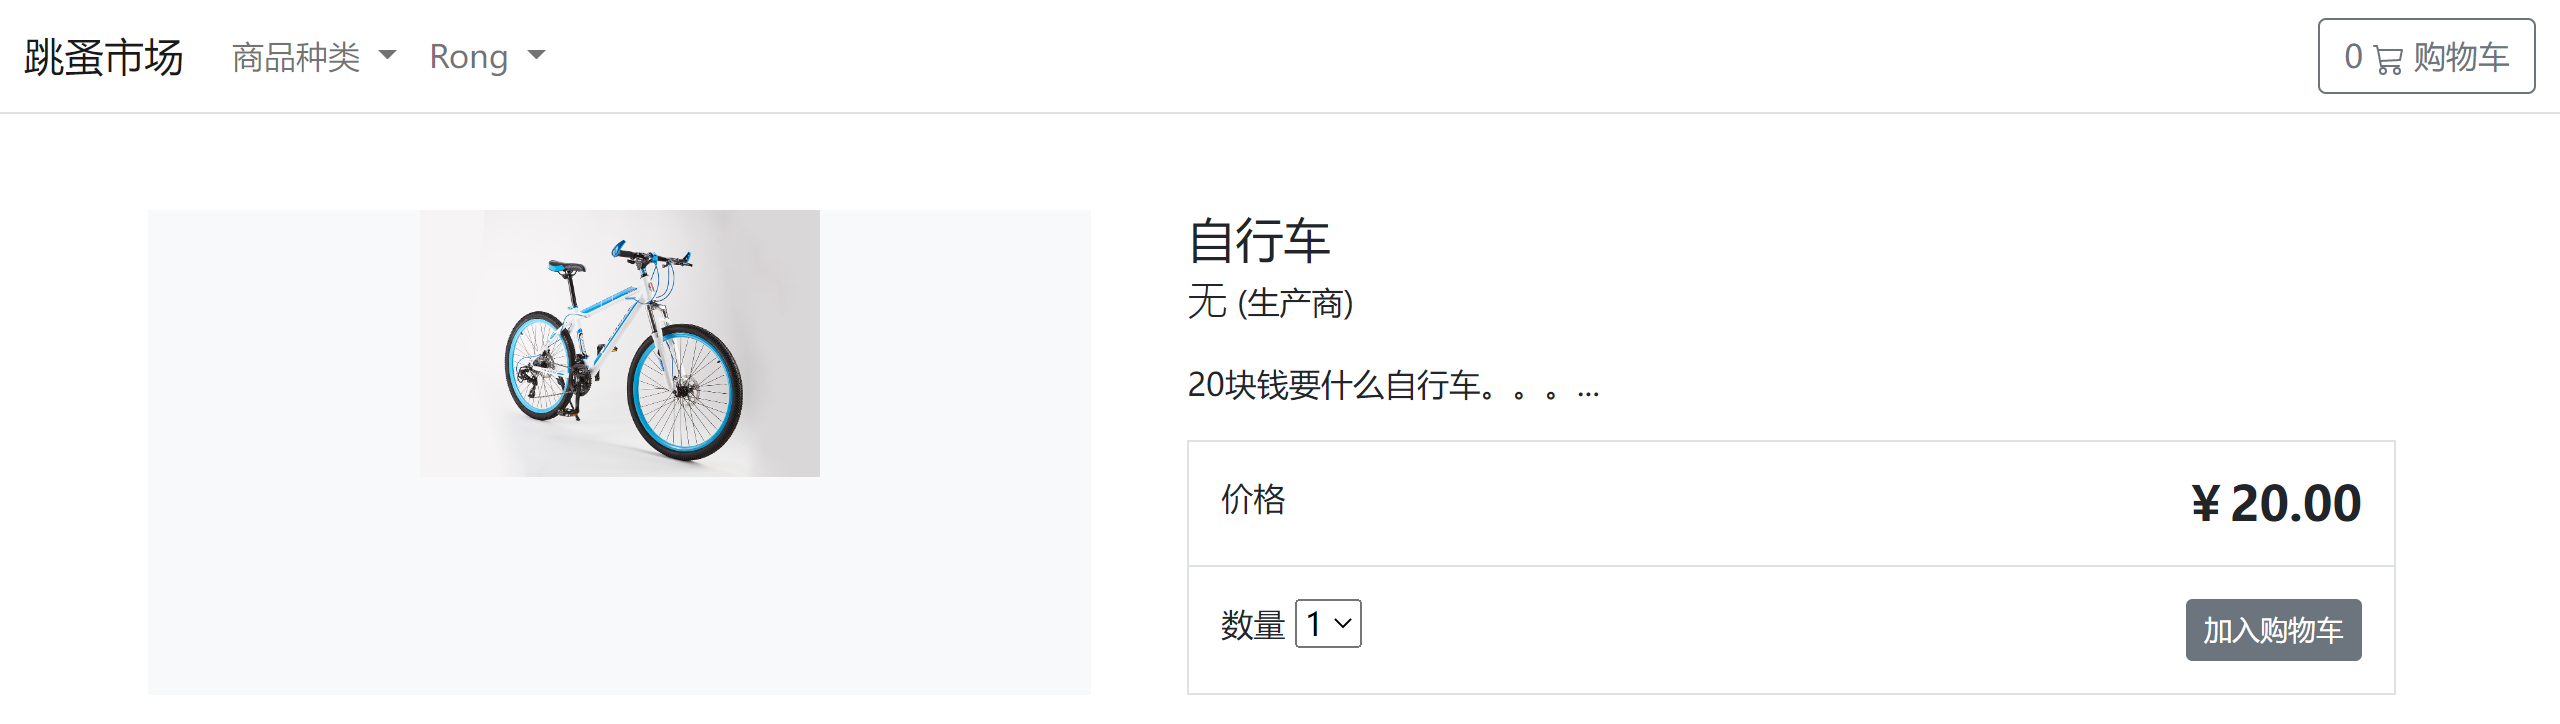 跳蚤市场 商品种类 Rong 0 购物车
自行车
无 (生产商)
20块钱要什么自行车。。。...
价格 ¥20.00
数量 1 加入购物车